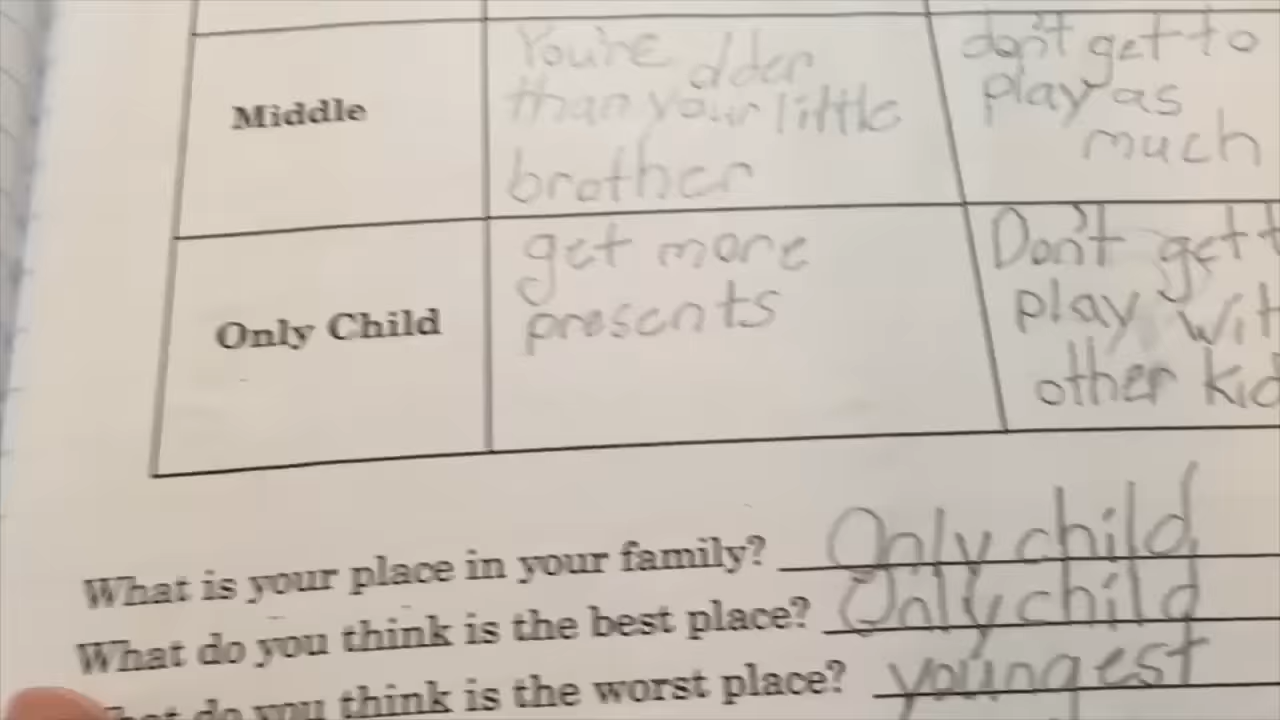 You're older
don't get to
than your little
play as
Middle
much
brother
get more
Don't get
presents
play
Only Child
other
What is your place in your family? Only child
What do you think is the best place? Only child
do you think is the worst place? youngest